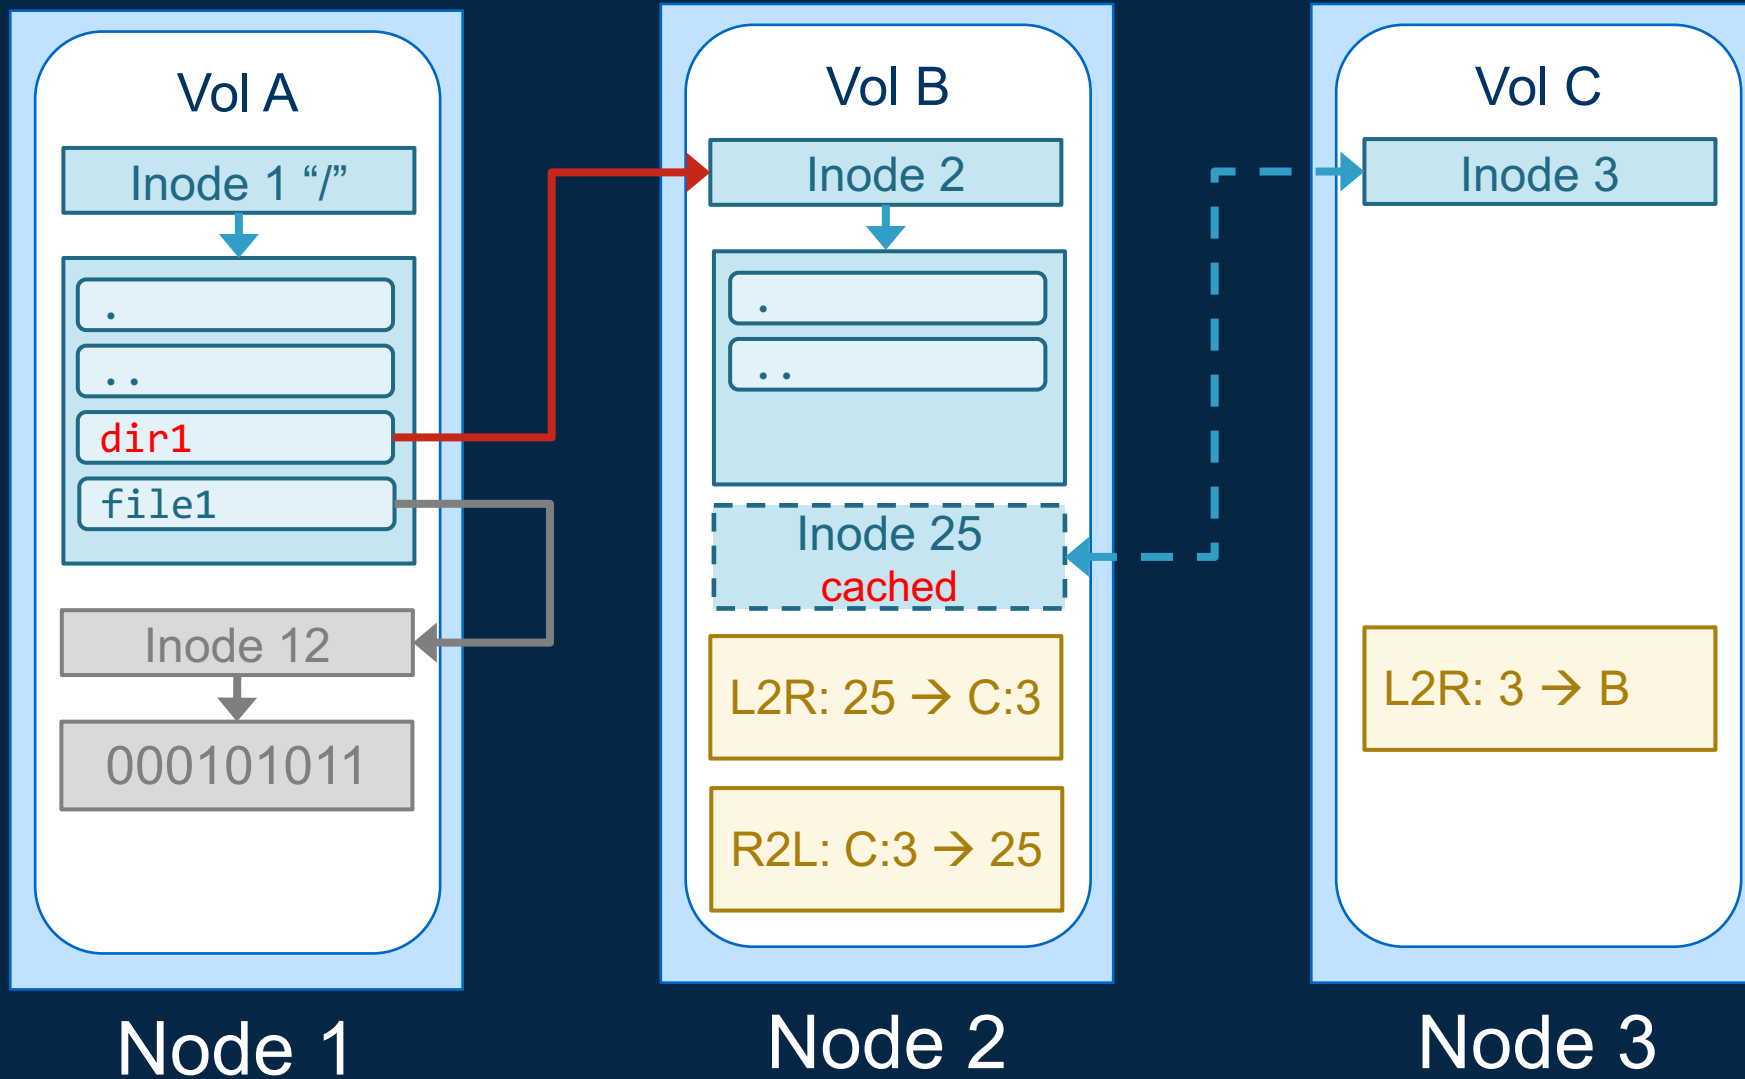 Vol A
Inode 1 “/”
.
..
dir1
file1
Inode 12
000101011
Node 1
Vol B
Inode 2
.
..
Inode 25
cached
L2R: 25 → C:3
R2L: C:3 → 25
Node 2
Vol C
Inode 3
L2R: 3 → B
Node 3